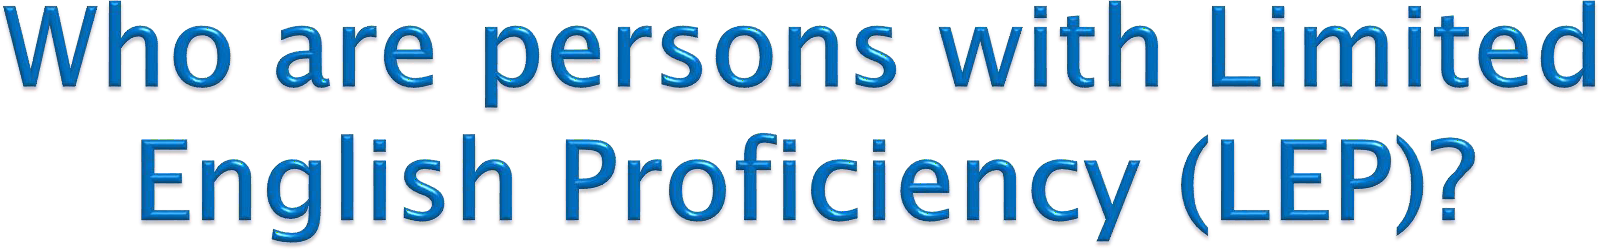 Who are persons with Limited
English Proficiency (LEP)?